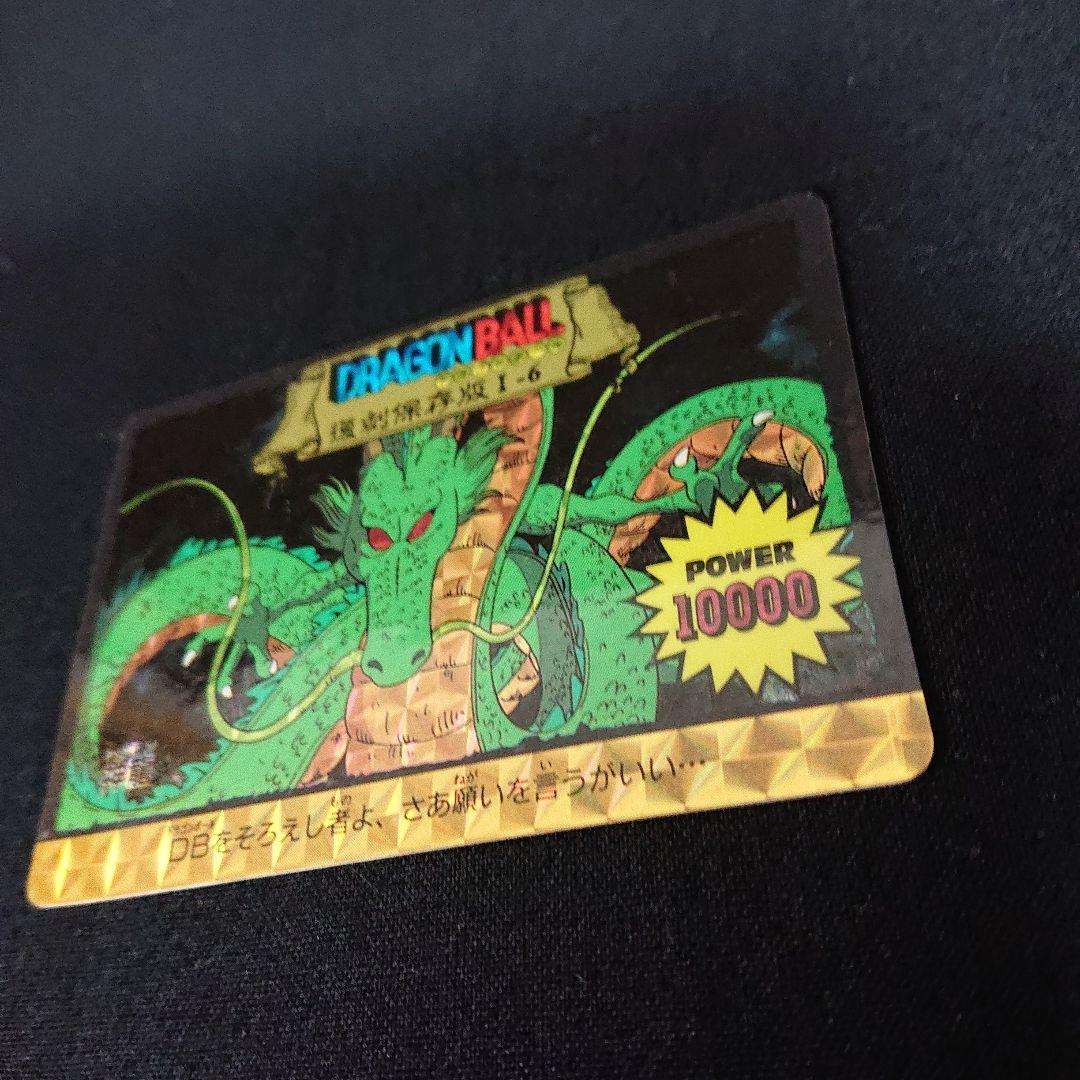 DRAGON BALL
復刻保存版 I-6
POWER
10000
DBをそろえし者よ、さあ願いを言うがいい…